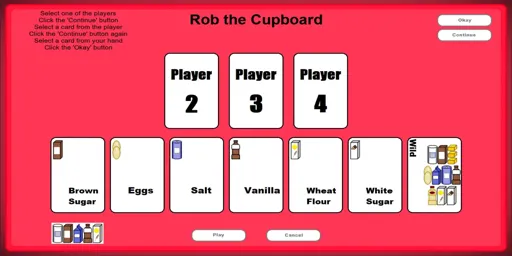 Rob the Cupboard
Select one of the players
Click the 'Continue' button
Select a card from the player
Click the 'Continue' button again
Select a card from your hand
Click the 'Okay' button
Okay
Continue
Player
2
Player
3
Player
4
Brown
Sugar
Eggs
Salt
Vanilla
Wheat
Flour
White
Sugar
Wild
Play
Cancel